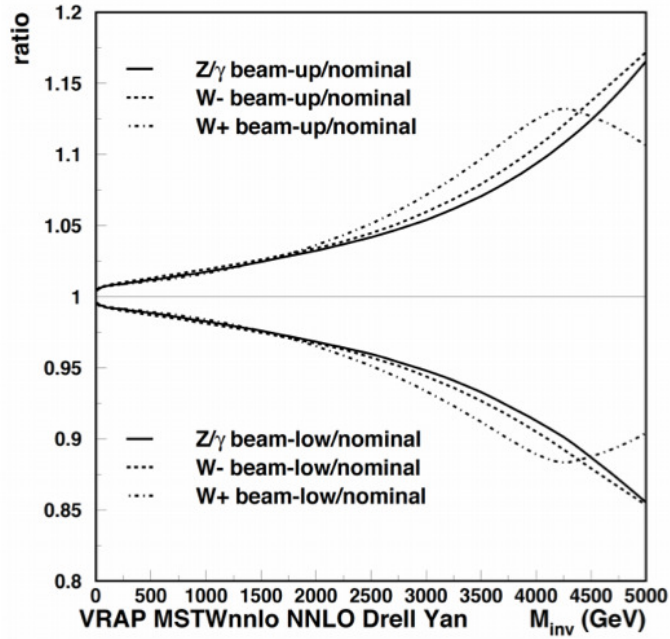 ratio
1.2
Z/γ beam-up/nominal
W- beam-up/nominal
W+ beam-up/nominal
1.15
1.1
1.05
1
0.95
0.9
Z/γ beam-low/nominal
W- beam-low/nominal
W+ beam-low/nominal
0.85
0.8
0 500 1000 1500 2000 2500 3000 3500 4000 4500 5000
VRAP MSTWnnlo NNLO Drell Yan M_inv (GeV)